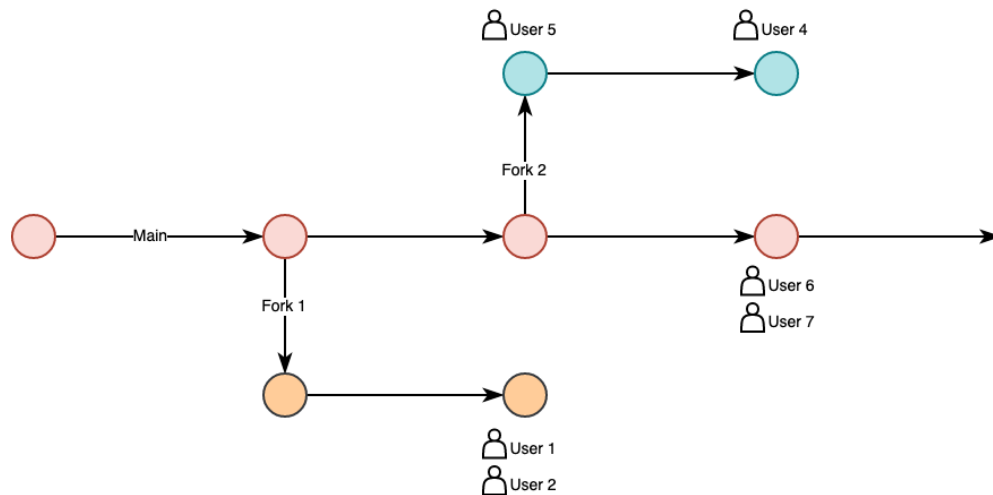 User 5
User 4
Fork 2
Main
Fork 1
User 6
User 7
User 1
User 2